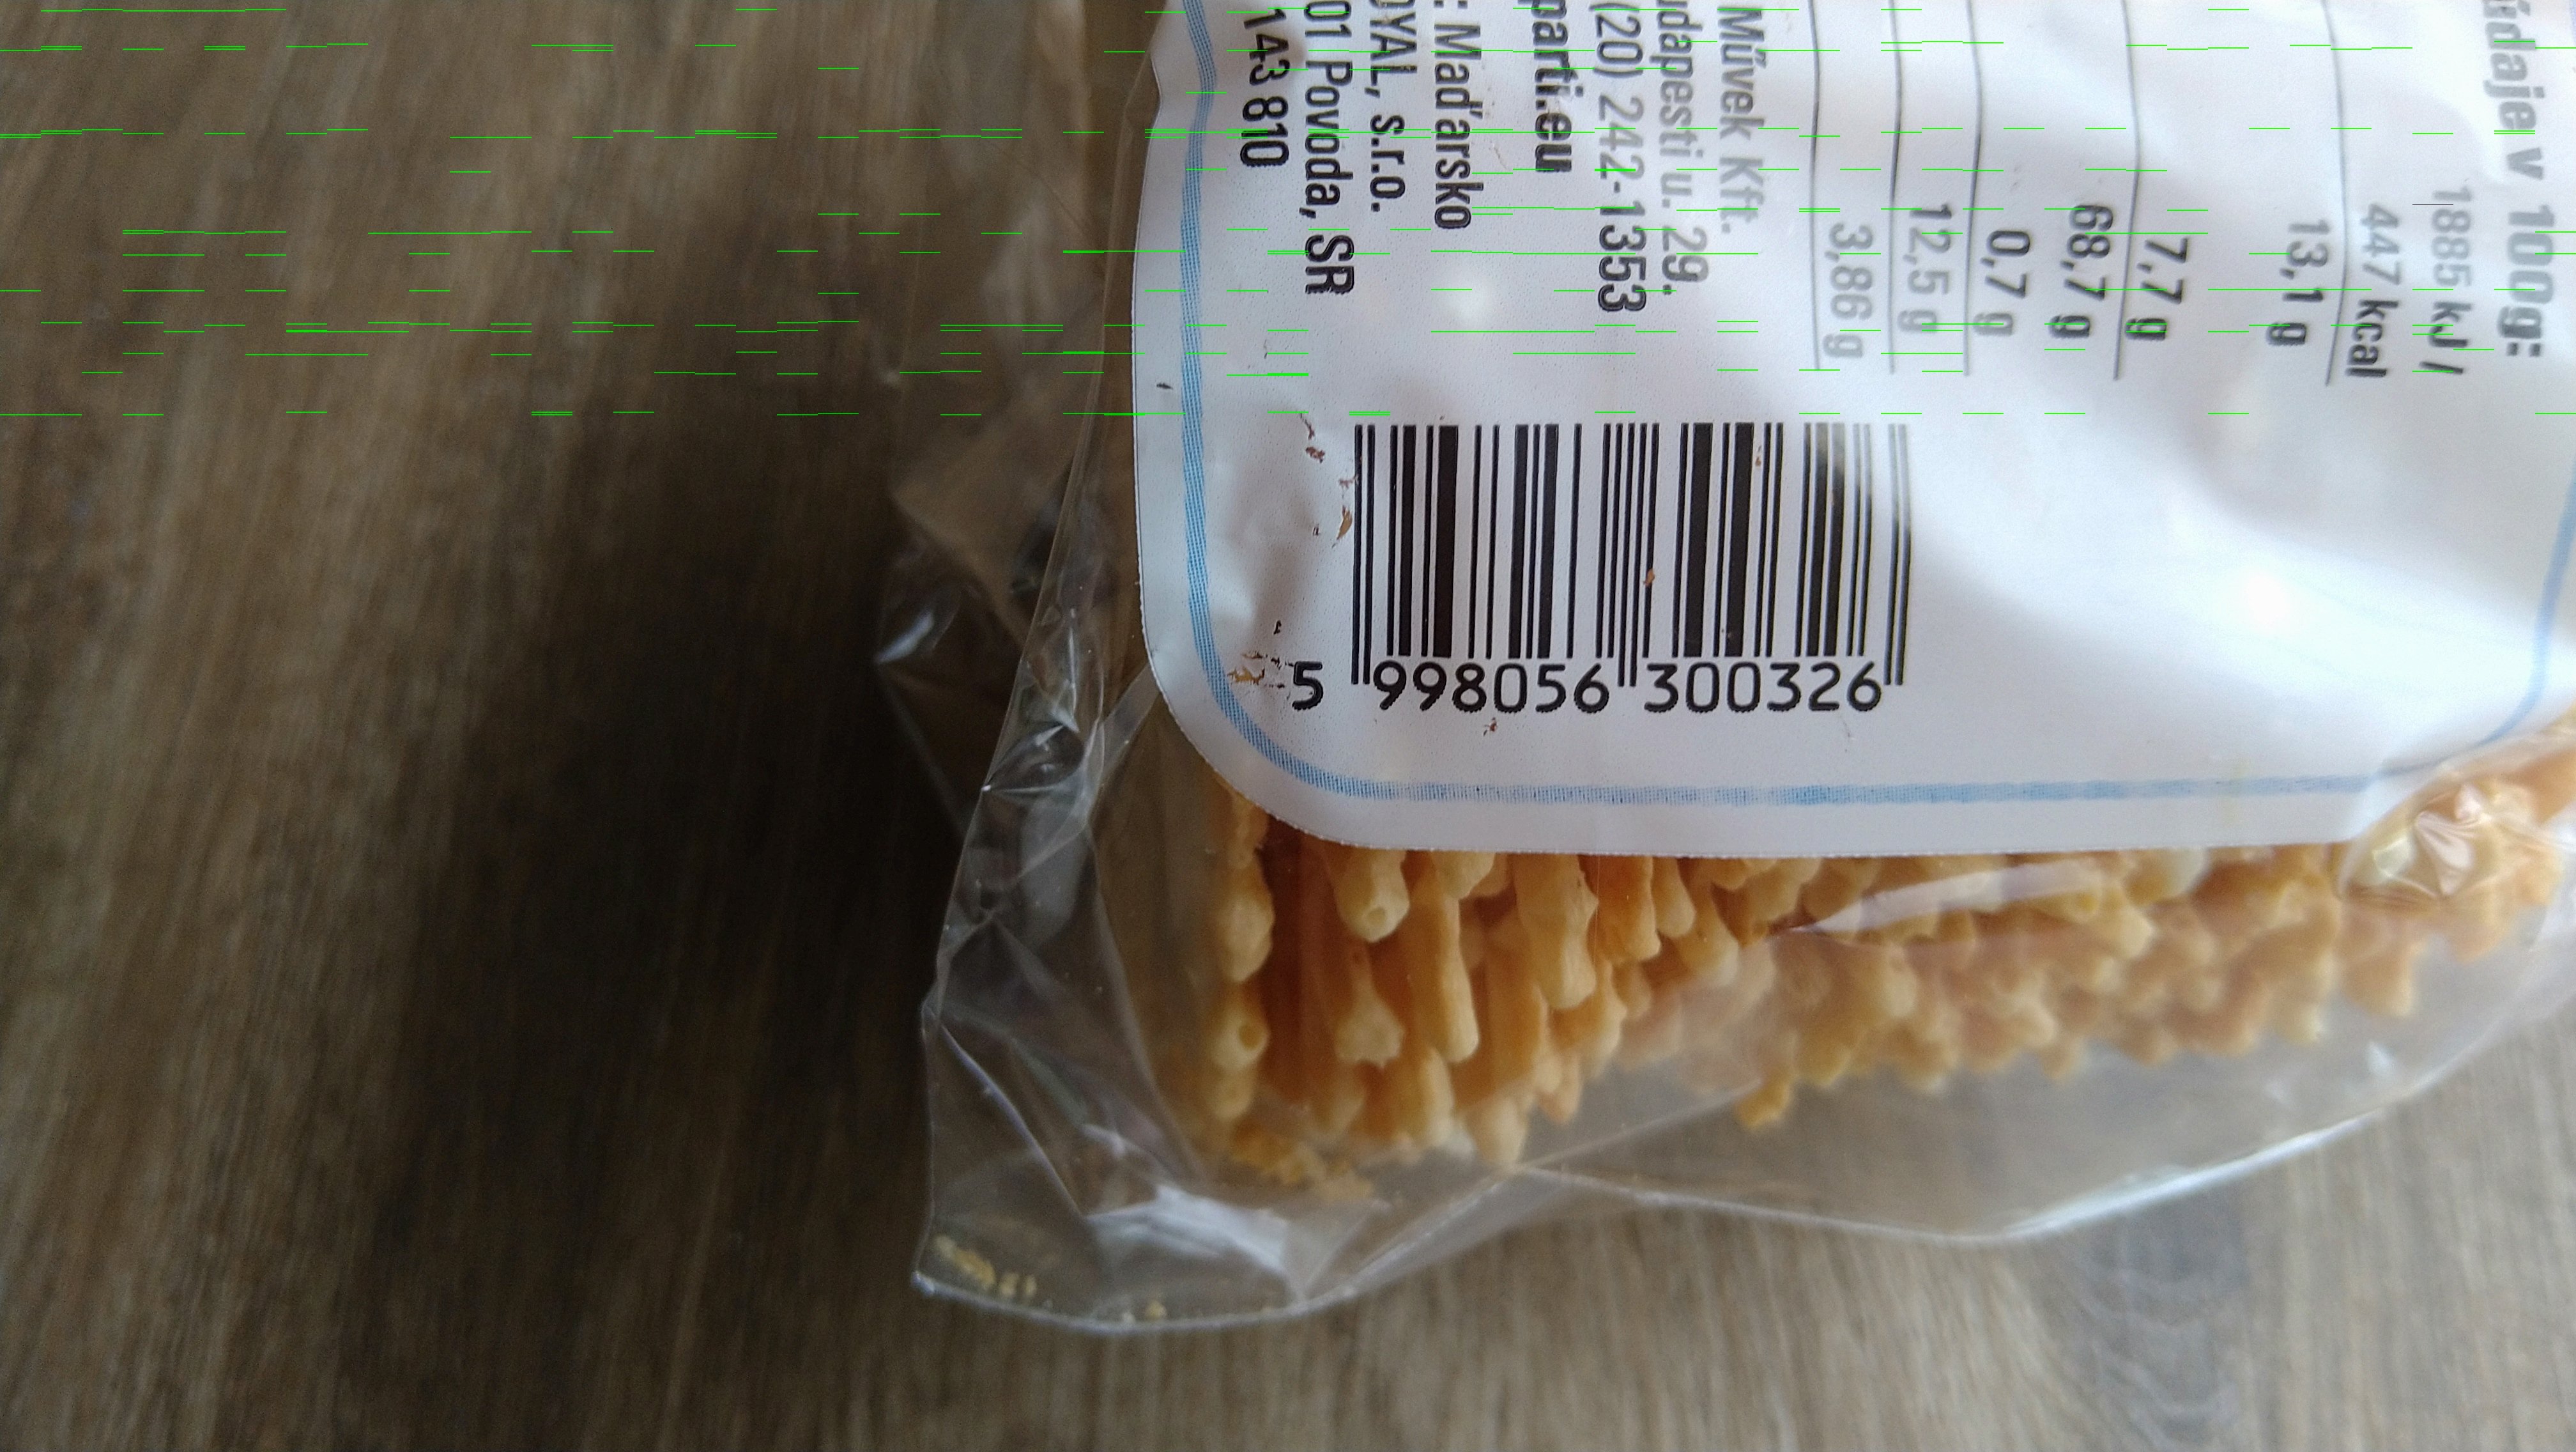 údaje v 100g:
1885 kJ /
447 kcal
13,1 g
7,7 g
68,7 g
0,7 g
12,5 g
3,86 g
Művek Kft.
udapesti u. 29.
(20) 242-1353
parti.eu
: Maďarsko
OYAL, s.r.o.
01 Povoda, SR
143 810
5 998056 300326